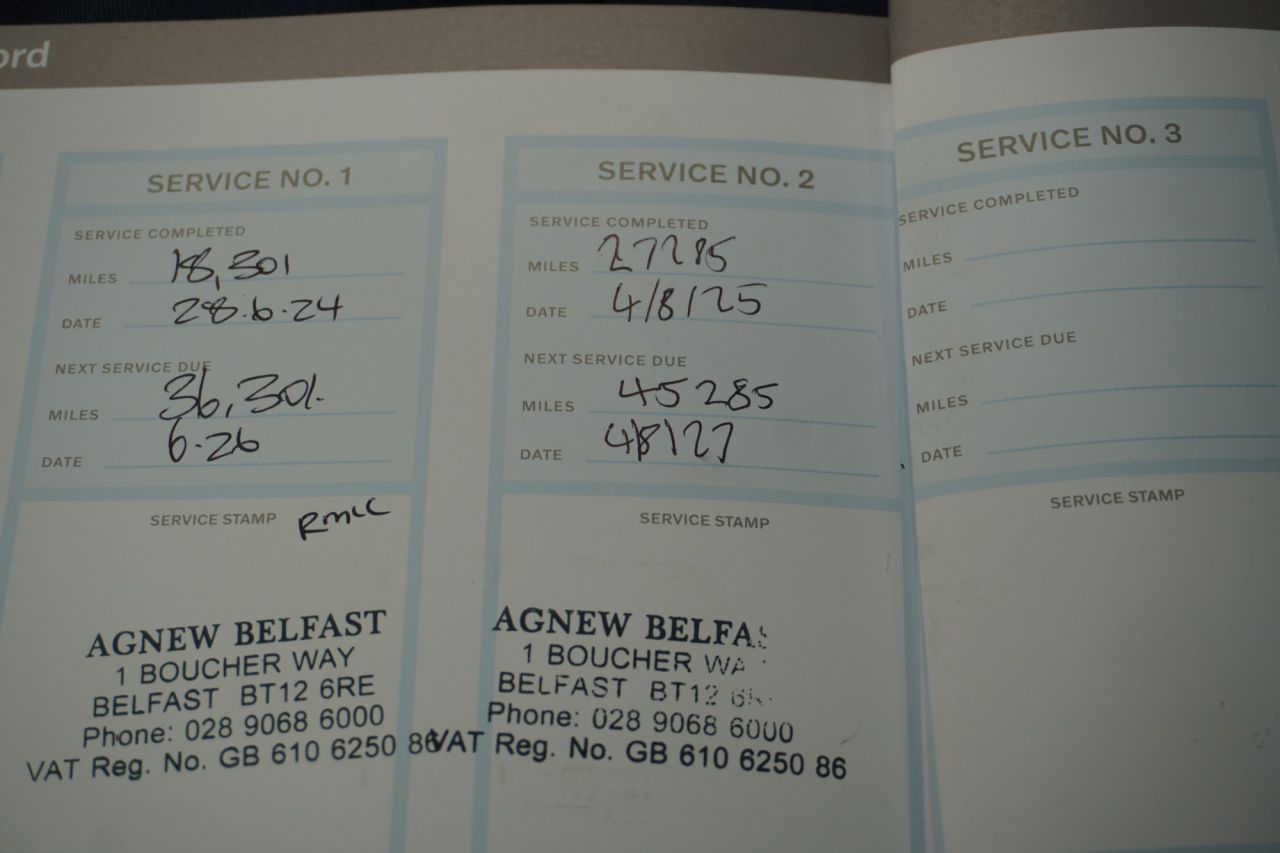 ord
SERVICE NO. 1
SERVICE COMPLETED
MILES 18,301
DATE 28.6.24
NEXT SERVICE DUE
MILES 36,301.
DATE 6-26
SERVICE STAMP RMCC
AGNEW BELFAST
1 BOUCHER WAY
BELFAST BT12 6RE
Phone: 028 9068 6000
VAT Reg. No. GB 610 6250 86
SERVICE NO. 2
SERVICE COMPLETED
MILES 27285
DATE 4/8/25
NEXT SERVICE DUE
MILES 45285
DATE 4/8/27
SERVICE STAMP
AGNEW BELFAS
1 BOUCHER WA
BELFAST BT12 6R
Phone: 028 9068 6000
VAT Reg. No. GB 610 6250 86
SERVICE NO. 3
SERVICE COMPLETED
MILES
DATE
NEXT SERVICE DUE
MILES
DATE
SERVICE STAMP